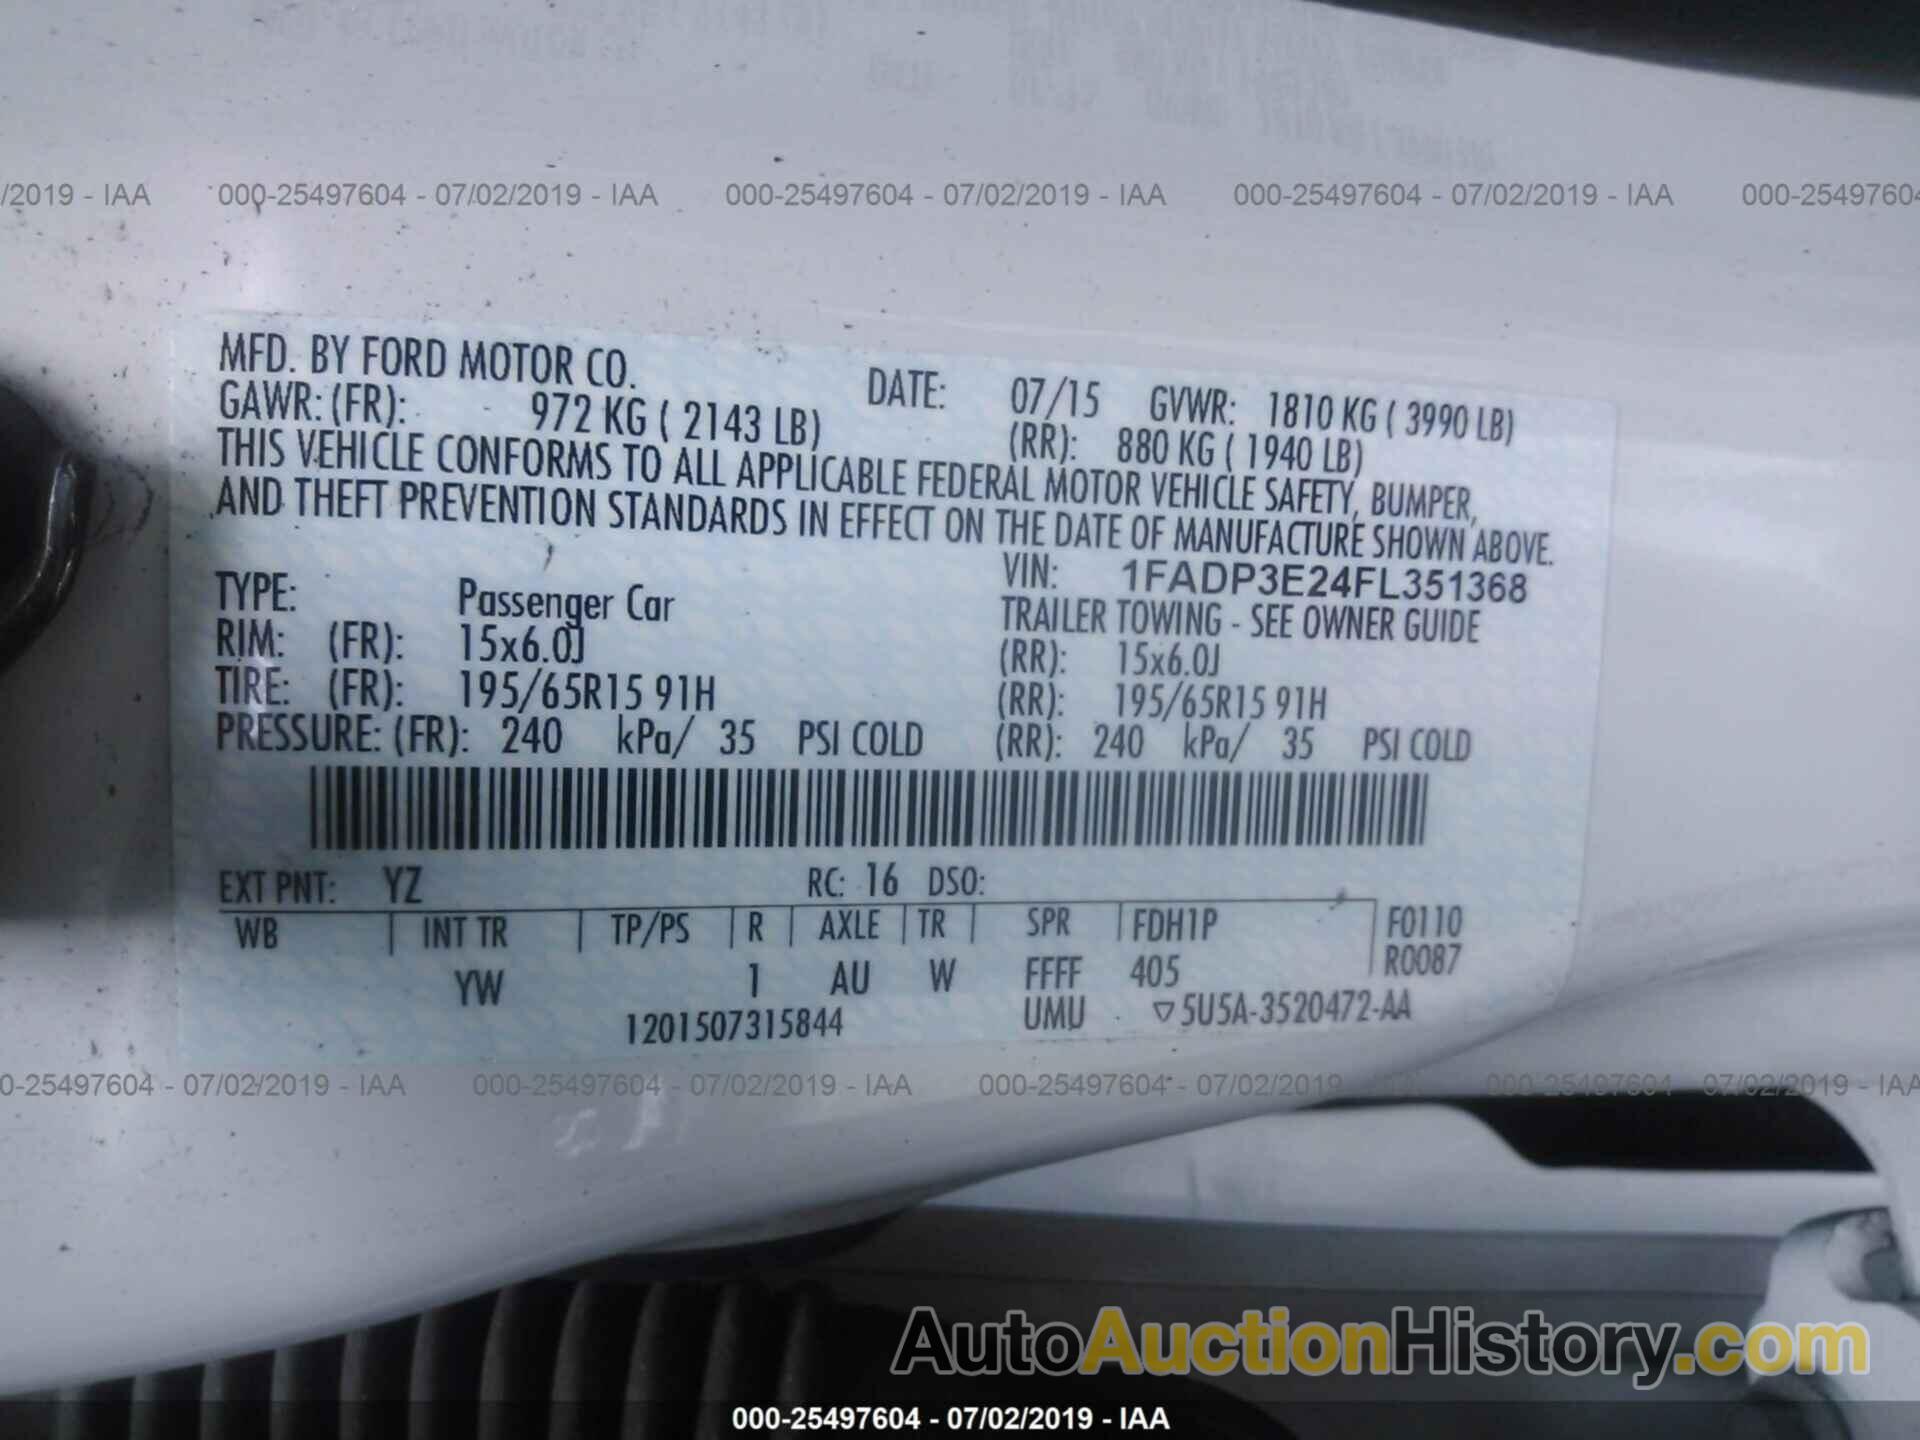 /2019 - IAA 000-25497604 - 07/02/2019 - IAA 000-25497604 - 07/02/2019 - IAA 000-25497604 - 07/02/2019 - IAA 000-25497604
MFD. BY FORD MOTOR CO. DATE: 07/15 GVWR: 1810 KG ( 3990 LB)
GAWR: (FR): 972 KG ( 2143 LB) (RR): 880 KG ( 1940 LB)
THIS VEHICLE CONFORMS TO ALL APPLICABLE FEDERAL MOTOR VEHICLE SAFETY, BUMPER,
AND THEFT PREVENTION STANDARDS IN EFFECT ON THE DATE OF MANUFACTURE SHOWN ABOVE.
VIN: 1FADP3E24FL351368
TYPE: Passenger Car TRAILER TOWING - SEE OWNER GUIDE
RIM: (FR): 15x6.0J (RR): 15x6.0J
TIRE: (FR): 195/65R15 91H (RR): 195/65R15 91H
PRESSURE: (FR): 240 kPa/ 35 PSI COLD (RR): 240 kPa/ 35 PSI COLD
EXT PNT: YZ RC: 16 DSO:
WB INT TR TP/PS R AXLE TR SPR FDH1P F0110
R0087
YW 1 AU W FFFF 405
1201507315844 UMU ▽5U5A-3520472-AA
0-25497604 - 07/02/2019 - IAA 000-25497604 - 07/02/2019 - IAA 000-25497604 - 07/02/2019 - IAA 000-25497604 - 07/02/2019 - IAA
AutoAuctionHistory.com
000-25497604 - 07/02/2019 - IAA